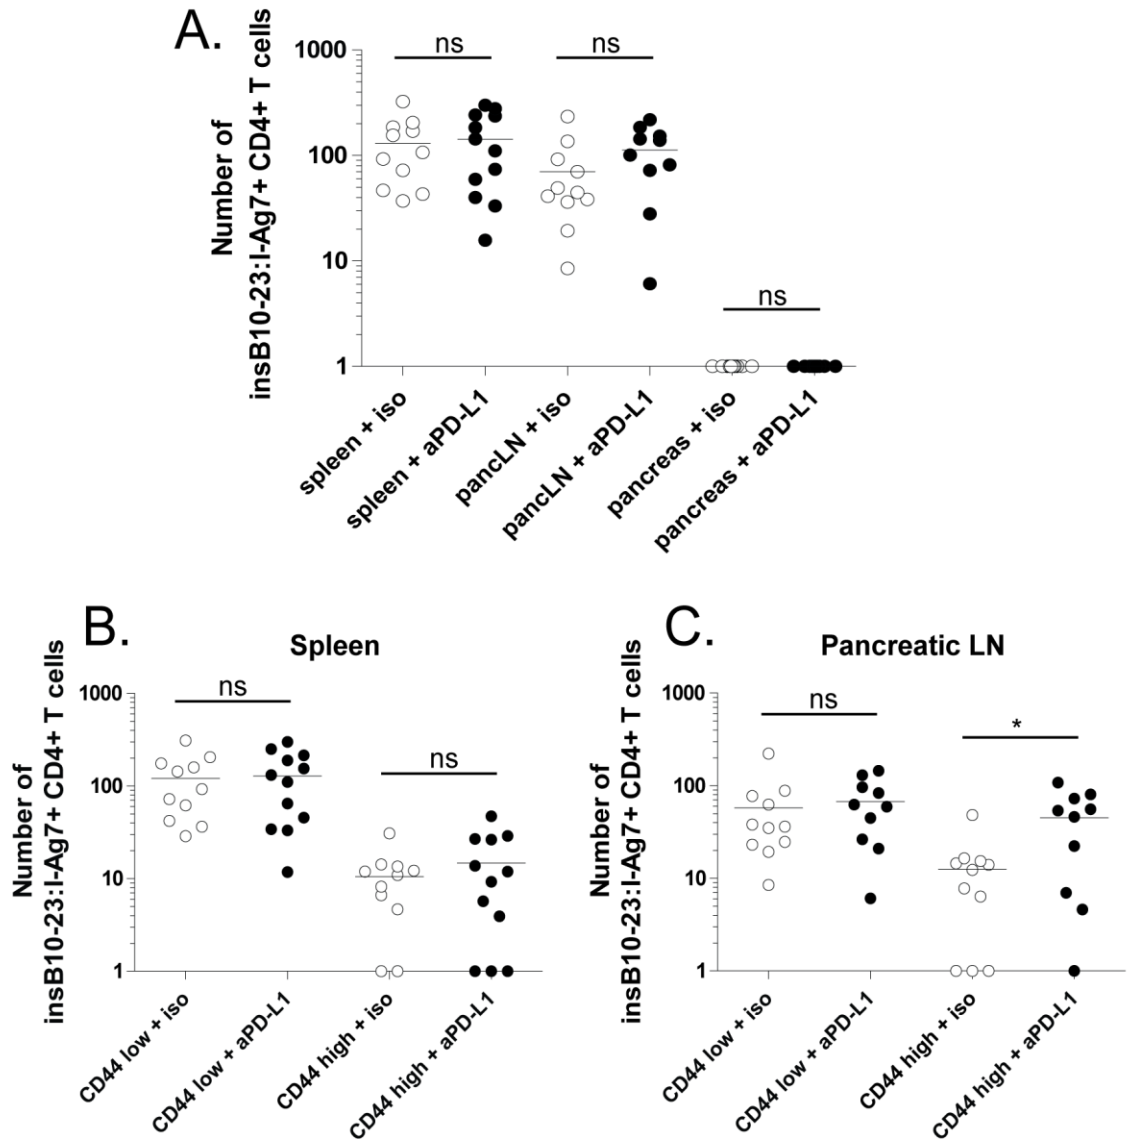 A.
Number of
insB10-23:I-Ag7+ CD4+ T cells
1000
100
10
1
ns
ns
ns
spleen + iso
spleen + aPD-L1
pancLN + iso
pancLN + aPD-L1
pancreas + iso
pancreas + aPD-L1
B.
Spleen
Number of
insB10-23:I-Ag7+ CD4+ T cells
1000
100
10
1
ns
ns
CD44 low + iso
CD44 low + aPD-L1
CD44 high + iso
CD44 high + aPD-L1
C.
Pancreatic LN
Number of
insB10-23:I-Ag7+ CD4+ T cells
1000
100
10
1
ns
*
CD44 low + iso
CD44 low + aPD-L1
CD44 high + iso
CD44 high + aPD-L1